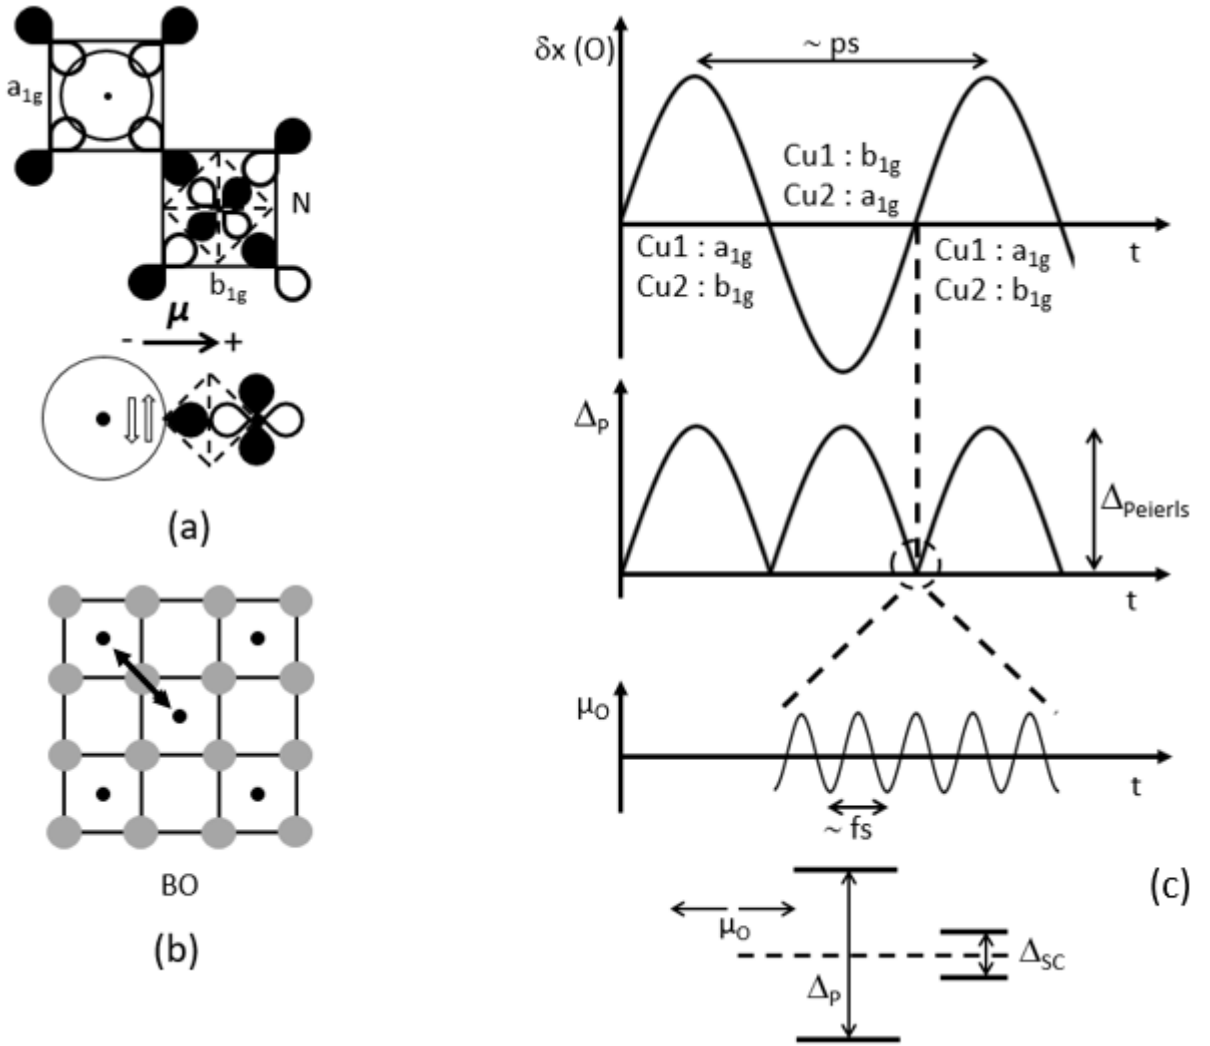 a₁g
N
b₁g
μ
- +
(a)
BO
(b)
δx (O)
~ ps
Cu1 : b₁g
Cu2 : a₁g
t
Cu1 : a₁g
Cu2 : b₁g
Cu1 : a₁g
Cu2 : b₁g
ΔP
ΔPeierls
t
μO
t
~ fs
(c)
μO
ΔSC
ΔP